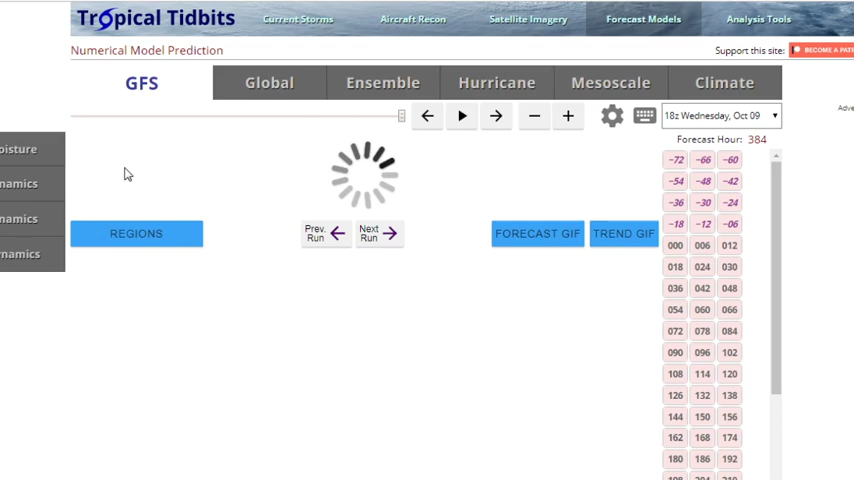 Tropical Tidbits
Current Storms
Aircraft Recon
Satellite Imagery
Forecast Models
Analysis Tools
Numerical Model Prediction
Support this site:
BECOME A PAT
GFS
Global
Ensemble
Hurricane
Mesoscale
Climate
18z Wednesday, Oct 09
Adve
Forecast Hour: 384
oisture
namics
namics
namics
REGIONS
Prev. Run
Next Run
FORECAST GIF
TREND GIF
−72 −66 −60
−54 −48 −42
−36 −30 −24
−18 −12 −06
000 006 012
018 024 030
036 042 048
054 060 066
072 078 084
090 096 102
108 114 120
126 132 138
144 150 156
162 168 174
180 186 192